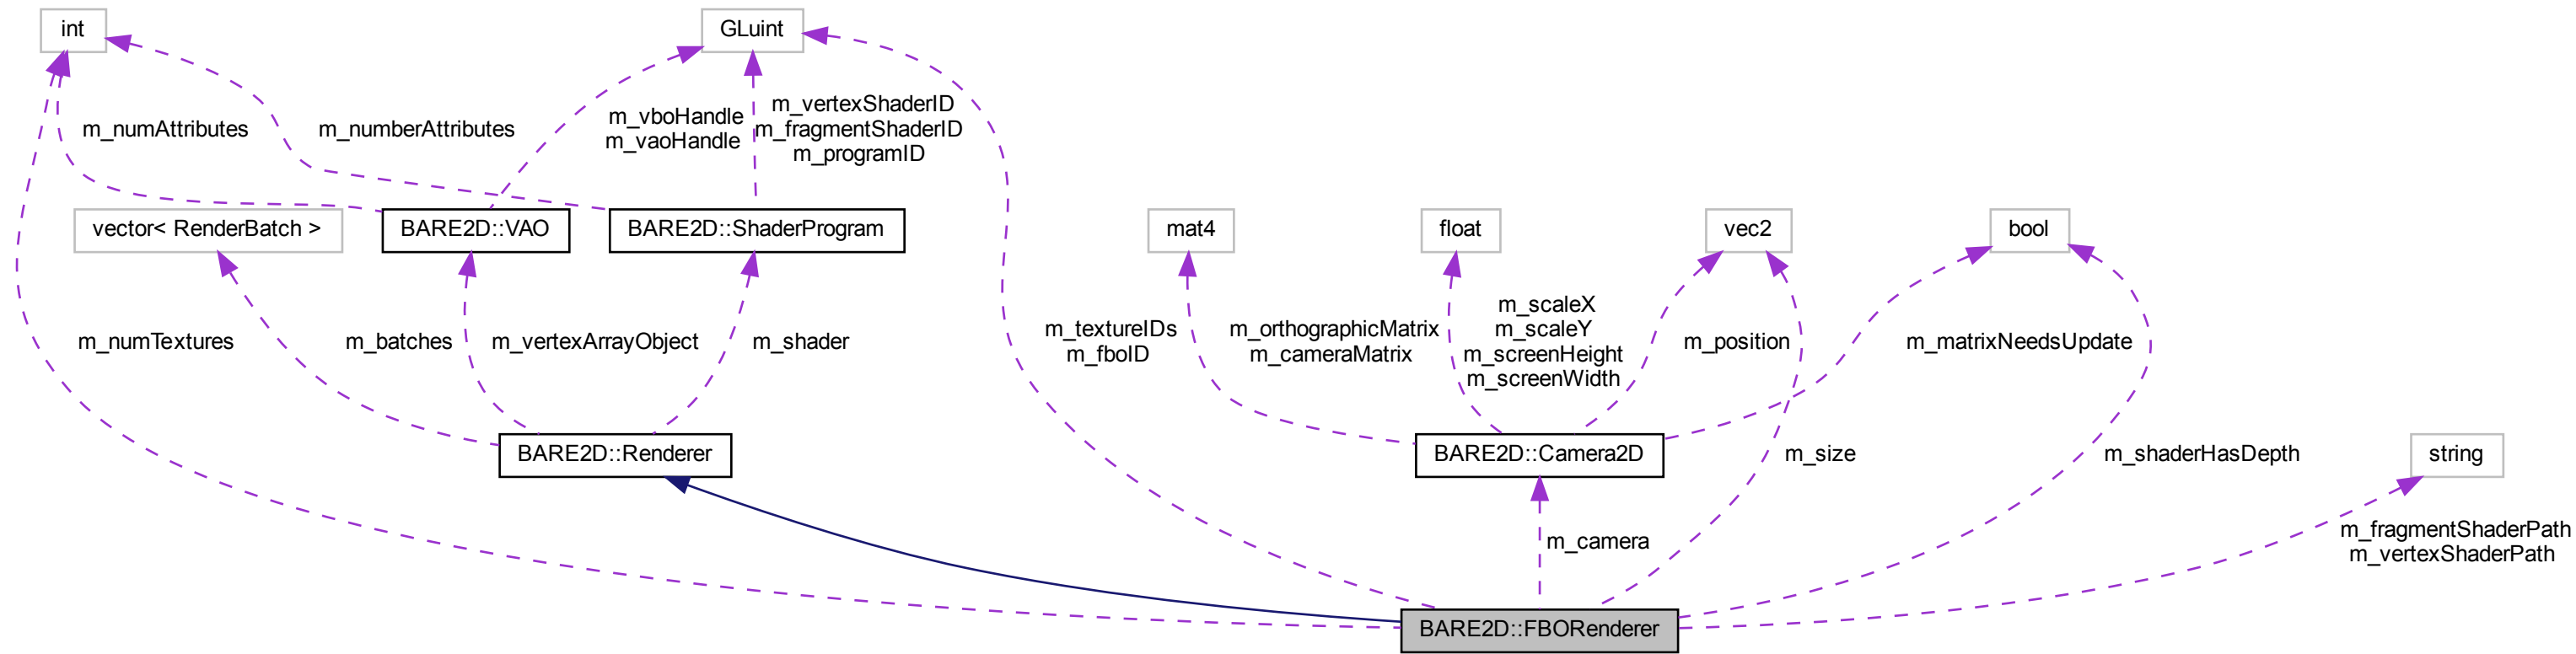 int
GLuint
m_vertexShaderID
m_fragmentShaderID
m_programID
m_vboHandle
m_vaoHandle
m_numAttributes
m_numberAttributes
vector< RenderBatch >
BARE2D::VAO
BARE2D::ShaderProgram
mat4
float
vec2
bool
m_numTextures
m_batches
m_vertexArrayObject
m_shader
m_textureIDs
m_fboID
m_orthographicMatrix
m_cameraMatrix
m_scaleX
m_scaleY
m_screenHeight
m_screenWidth
m_position
m_matrixNeedsUpdate
BARE2D::Renderer
BARE2D::Camera2D
m_size
m_shaderHasDepth
string
m_camera
m_fragmentShaderPath
m_vertexShaderPath
BARE2D::FBORenderer